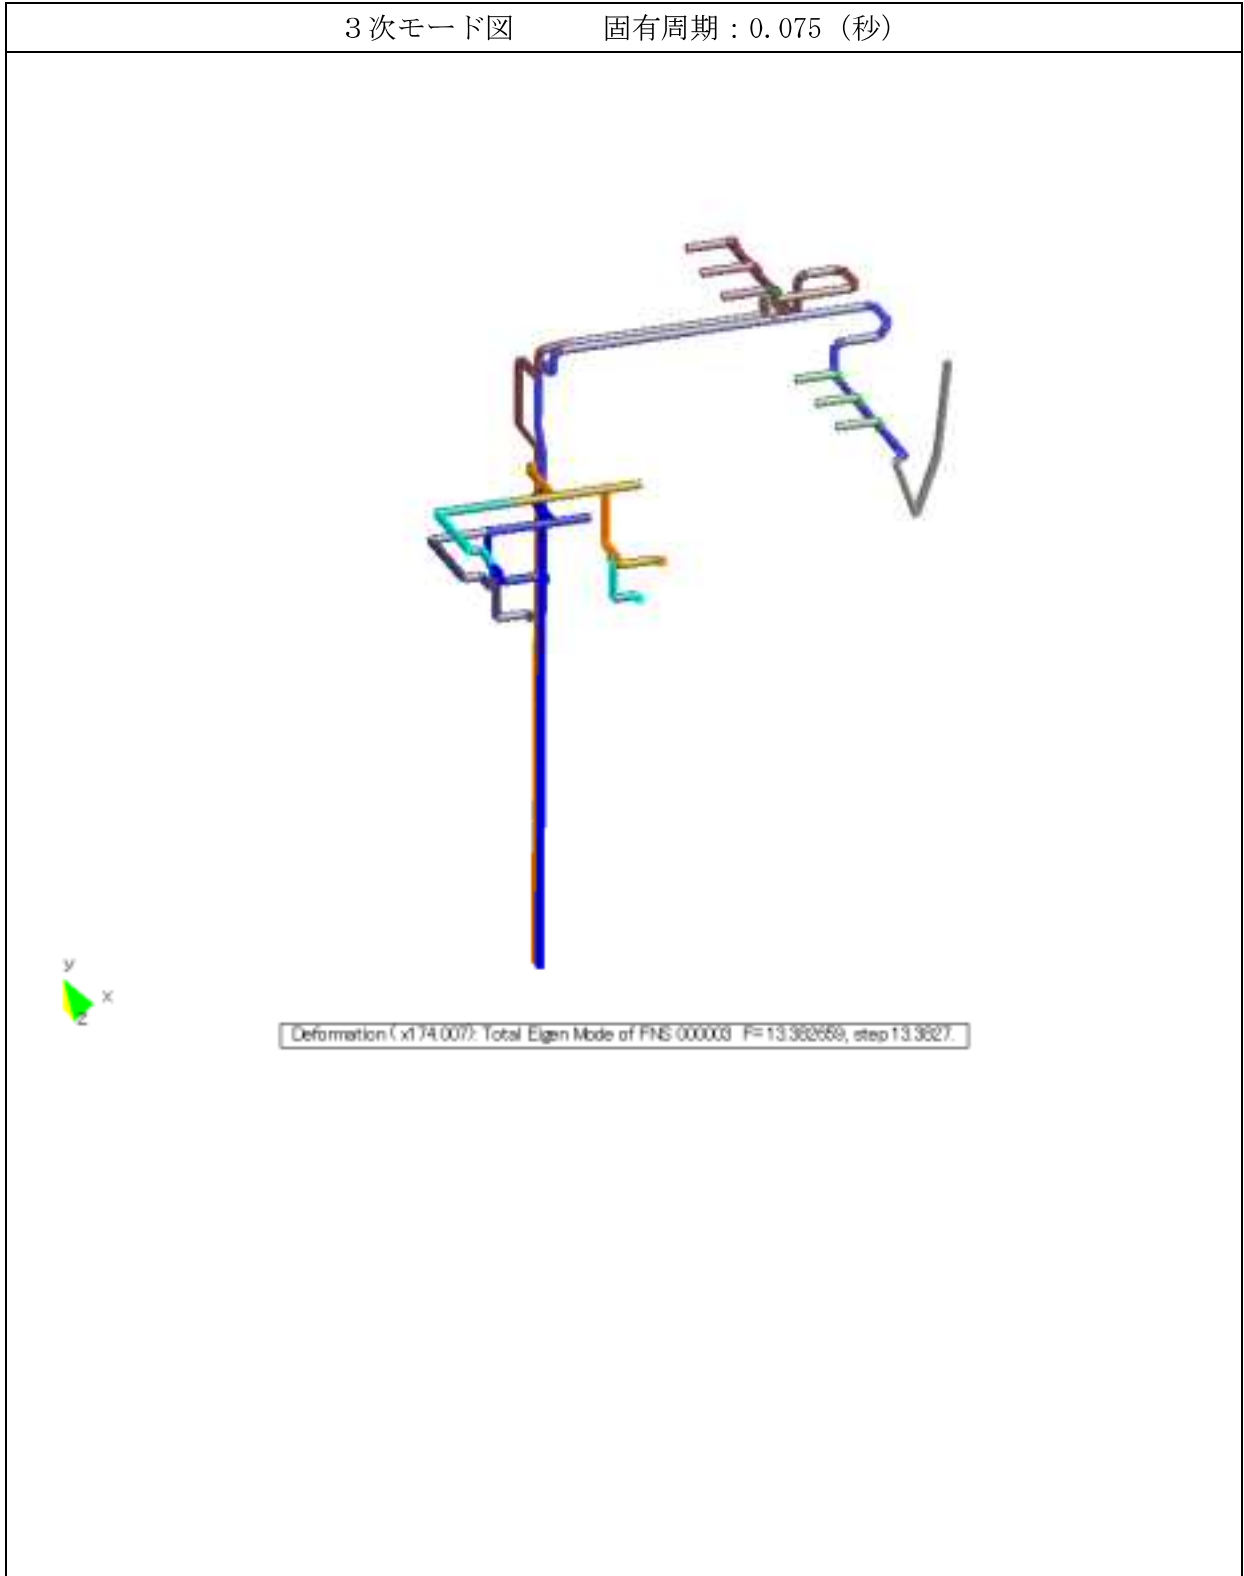 3次モード図　　　固有周期：0.075（秒）
y
x
z
Deformation ( x174.007): Total Eigen Mode of FNS 000003 F= 13.382659, step 13.3827.